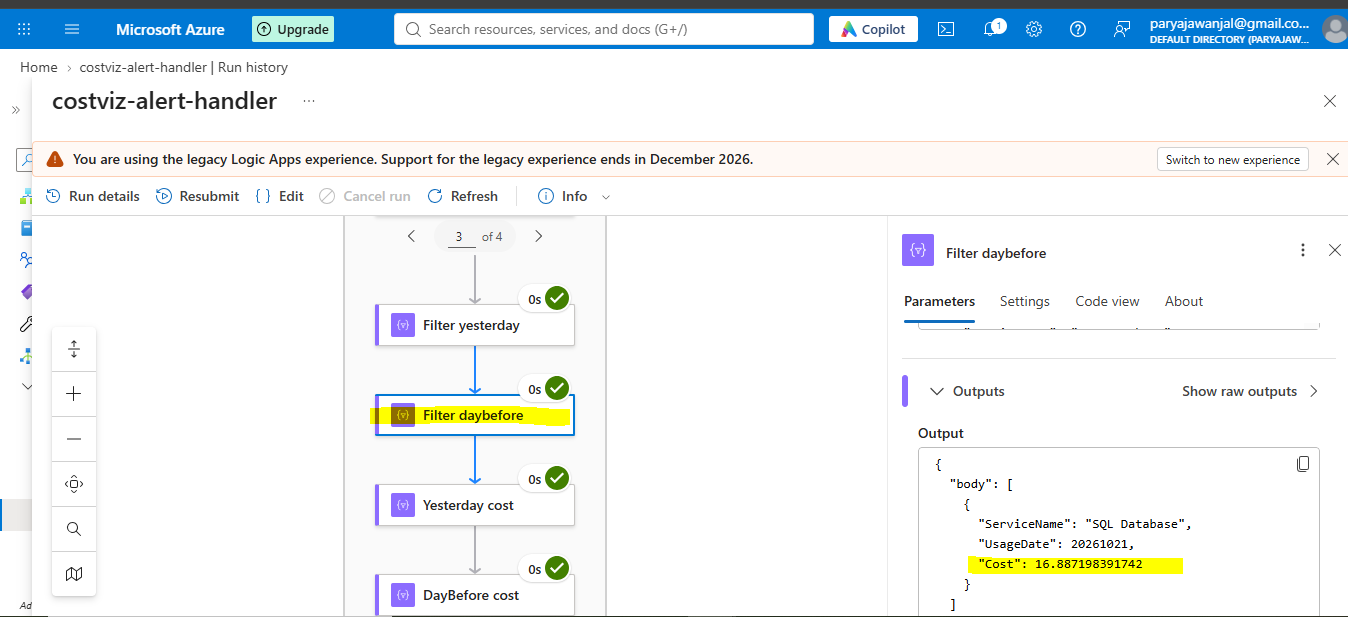 Microsoft Azure
Upgrade
Search resources, services, and docs (G+/)
Copilot
1
paryajawanjal@gmail.co...
DEFAULT DIRECTORY (PARYAJAW...
Home > costviz-alert-handler | Run history
costviz-alert-handler ...
You are using the legacy Logic Apps experience. Support for the legacy experience ends in December 2026.
Switch to new experience
Run details
Resubmit
Edit
Cancel run
Refresh
Info
3 of 4
0s
Filter yesterday
0s
Filter daybefore
0s
Yesterday cost
0s
DayBefore cost
Ad
Filter daybefore
Parameters
Settings
Code view
About
Outputs
Show raw outputs
Output
{
"body": [
{
"ServiceName": "SQL Database",
"UsageDate": 20261021,
"Cost": 16.887198391742
}
]